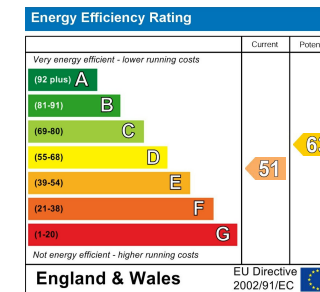 Energy Efficiency Rating
Current
Very energy efficient - lower running costs
(92 plus) A
(81-91) B
(69-80) C
(55-68) D
(39-54) E
51
(21-38) F
(1-20) G
Not energy efficient - higher running costs
England & Wales
EU Directive
2002/91/EC